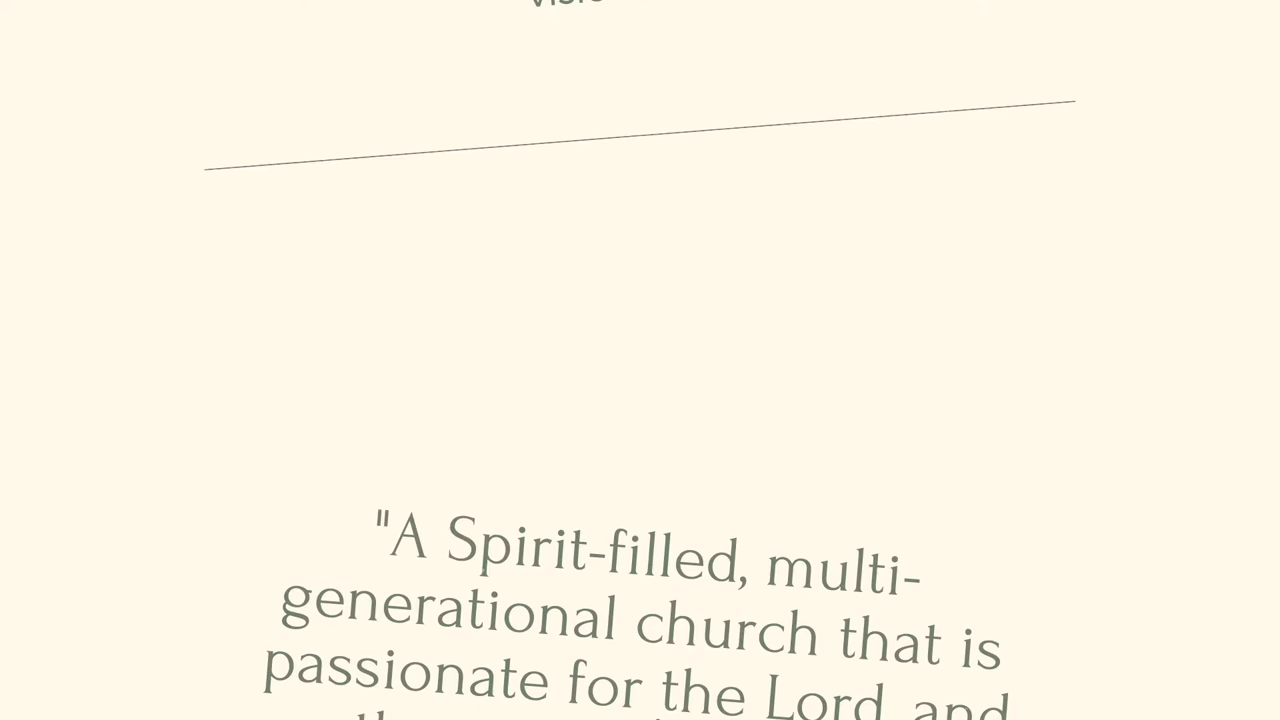 "A Spirit-filled, multi-
generational church that is
passionate for the Lord, and